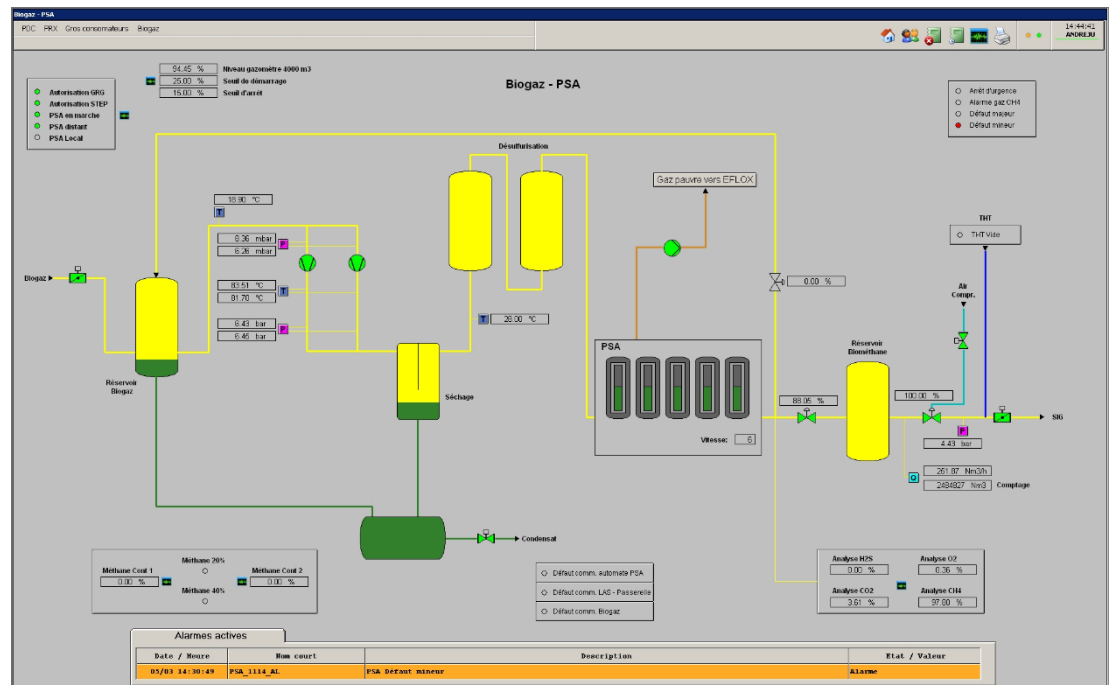 Biogaz - PSA
PDC PRX Gros consommateurs Biogaz
14:44:41
ANDREJU
94.45 % Niveau gazomètre 4000 m3
25.00 % Seuil de démarrage
15.00 % Seuil d'arrêt
Biogaz - PSA
Autorisation GRG
Autorisation STEP
PSA en marche
PSA distant
PSA Local
Arrêt d'urgence
Alarme gaz CH4
Défaut majeur
Défaut mineur
Désulfurisation
Gaz pauvre vers EFLOX
18.90 °C
T
THT
THT Vide
8.36 mbar
P
6.26 mbar
Biogaz
0.00 %
83.51 °C
T
81.70 °C
Air
Compr.
6.43 bar
P
6.46 bar
T 28.00 °C
PSA
Réservoir
Biométhane
Réservoir
Biogaz
Séchage
88.05 %
100.00 %
SIG
P
4.43 bar
Vitesse: 6
Q
261.87 Nm3/h
2484827 Nm3 Comptage
Condensat
Méthane 20%
Méthane Cont 1
0.00 %
Méthane Cont 2
0.00 %
Méthane 40%
Défaut comm. automate PSA
Défaut comm. LAS - Passerelle
Défaut comm. Biogaz
Analyse H2S Analyse O2
0.00 % 0.36 %
Analyse CO2 Analyse CH4
3.61 % 97.80 %
Alarmes actives
Date / Heure Nom court Description Etat / Valeur
05/03 14:30:49 PSA_1114_AL PSA Défaut mineur Alarme